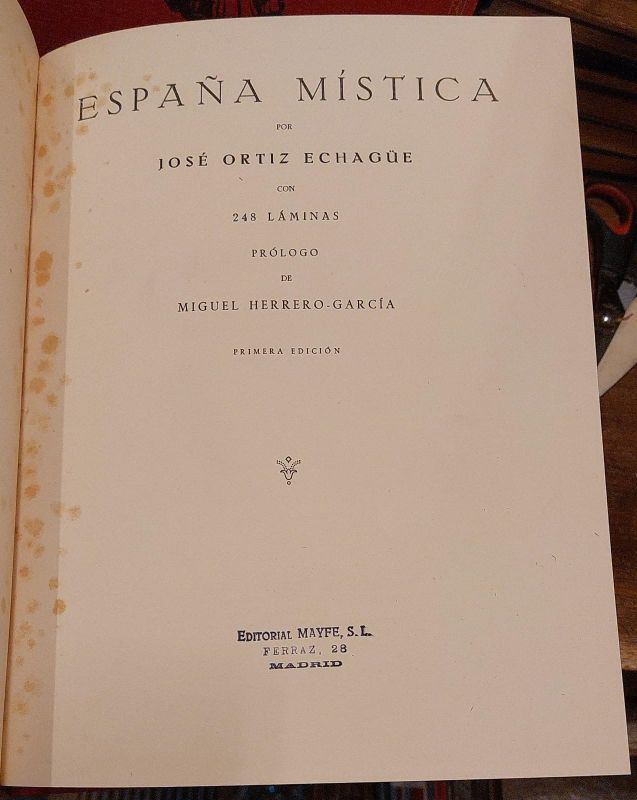 ESPAÑA MÍSTICA
POR
JOSÉ ORTIZ ECHAGÜE
CON
248 LÁMINAS
PRÓLOGO
DE
MIGUEL HERRERO-GARCÍA
PRIMERA EDICIÓN
EDITORIAL MAYFE, S. L.
FERRAZ, 28
MADRID